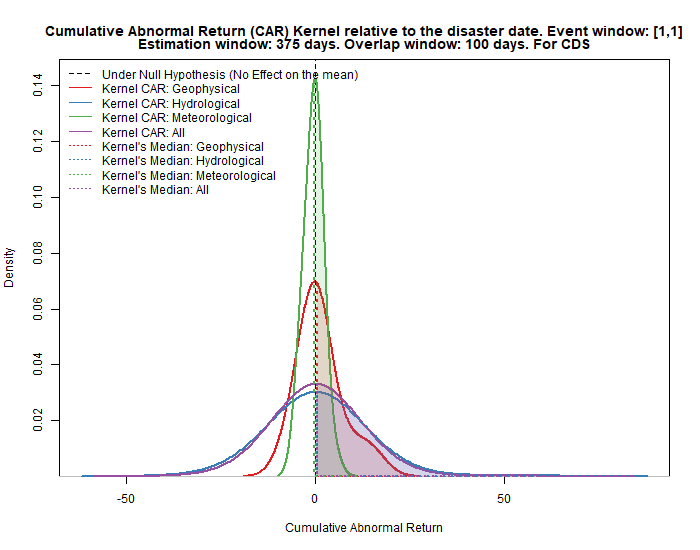 Cumulative Abnormal Return (CAR) Kernel relative to the disaster date. Event window: [1,1]
Estimation window: 375 days. Overlap window: 100 days. For CDS
Under Null Hypothesis (No Effect on the mean)
Kernel CAR: Geophysical
Kernel CAR: Hydrological
Kernel CAR: Meteorological
Kernel CAR: All
Kernel's Median: Geophysical
Kernel's Median: Hydrological
Kernel's Median: Meteorological
Kernel's Median: All
0.14
0.12
0.10
0.08
0.06
0.04
0.02
Density
-50
0
50
Cumulative Abnormal Return